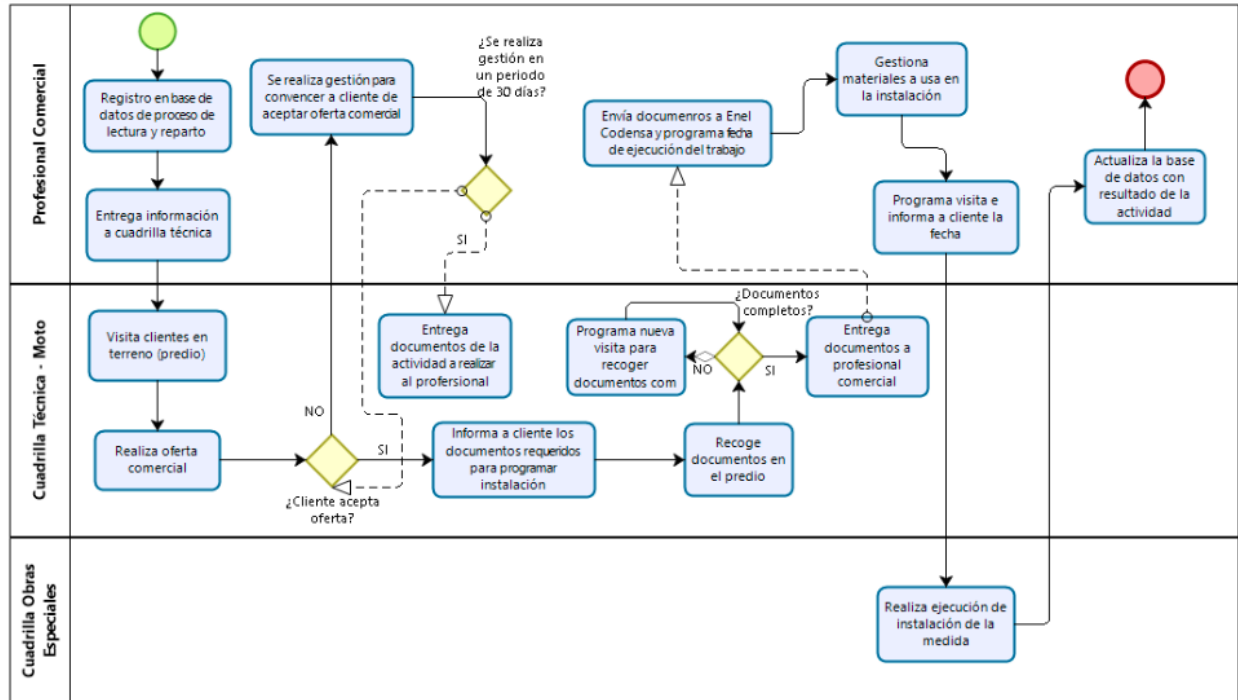 Profesional Comercial
Registro en base de
datos de proceso de
lectura y reparto
Entrega información
a cuadrilla técnica
Se realiza gestión para
convencer a cliente de
aceptar oferta comercial
¿Se realiza
gestión en
un periodo
de 30 días?
SI
Envía documenros a Enel
Codensa y programa fecha
de ejecución del trabajo
Gestiona
materiales a usa en
la instalación
Programa visita e
informa a cliente la
fecha
Actualiza la base
de datos con
resultado de la
actividad
Cuadrilla Técnica - Moto
Visita clientes en
terreno (predio)
Realiza oferta
comercial
NO
SI
¿Cliente acepta
oferta?
Entrega
documentos de la
actividad a realizar
al profersional
Informa a cliente los
documentos requeridos
para programar
instalación
Recoge
documentos en
el predio
Programa nueva
visita para
recoger
documentos com
¿Documentos
completos?
NO
SI
Entrega
documentos a
profesional
comercial
Cuadrilla Obras
Especiales
Realiza ejecución de
instalación de la
medida